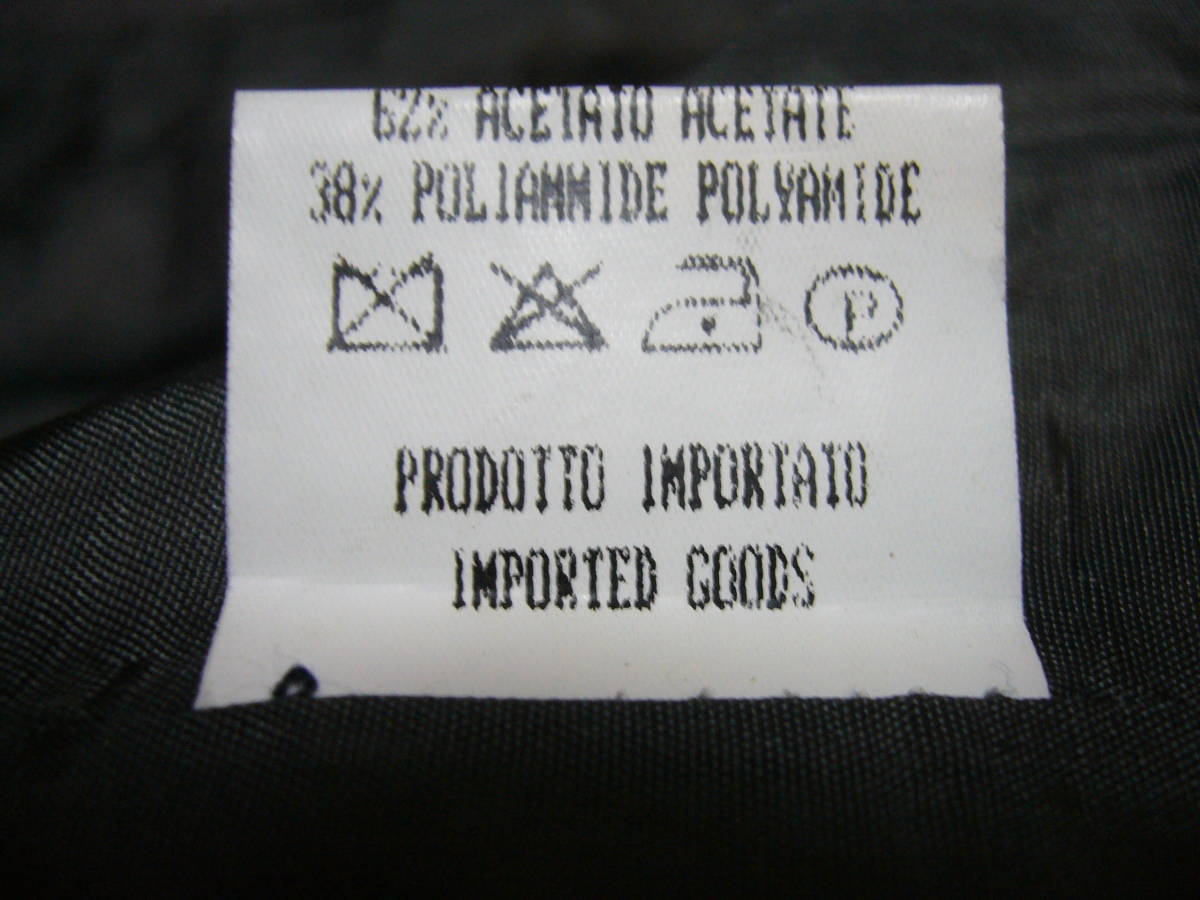 62% ACETATO ACETATE
38% POLIAMMIDE POLYAMIDE
P
PRODOTTO IMPORTATO
IMPORTED GOODS